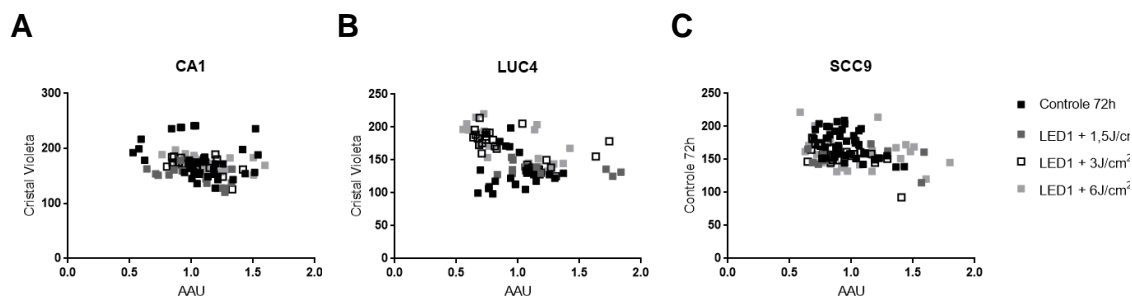 A
CA1
Cristal Violeta
300
200
100
0
0.0
0.5
1.0
1.5
2.0
AAU
B
LUC4
Cristal Violeta
250
200
150
100
50
0
0.0
0.5
1.0
1.5
2.0
AAU
C
SCC9
Controle 72h
250
200
150
100
50
0
0.0
0.5
1.0
1.5
2.0
AAU
Controle 72h
LED1 + 1,5J/cm
LED1 + 3J/cm²
LED1 + 6J/cm²